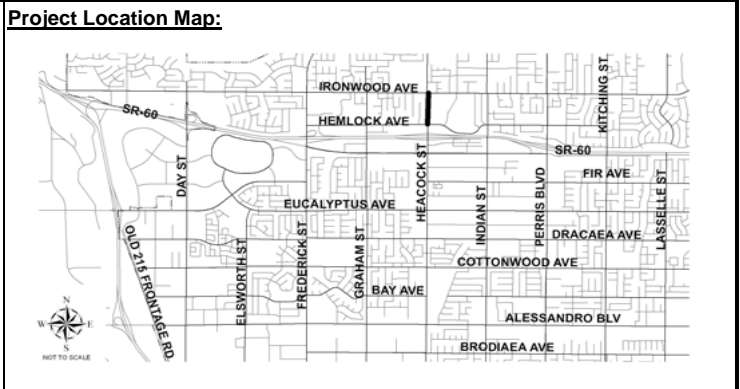 Project Location Map:
IRONWOOD AVE
KITCHING ST
SR-60
HEMLOCK AVE
SR-60
DAY ST
HEACOCK ST
FIR AVE
EUCALYPTUS AVE
INDIAN ST
PERRIS BLVD
LASSELLE ST
OLD 215 FRONTAGE RD
ELSWORTH ST
FREDERICK ST
GRAHAM ST
DRACAEA AVE
COTTONWOOD AVE
BAY AVE
N
W
E
S
NOT TO SCALE
ALESSANDRO BLV
BRODIAEA AVE